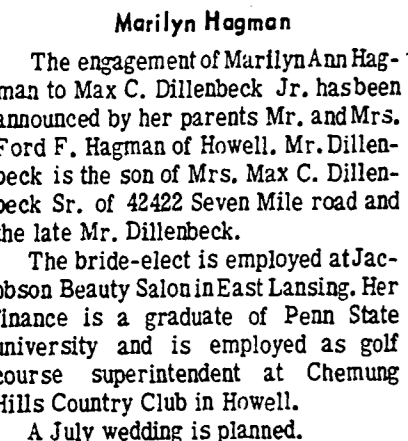 Marilyn Hagman
The engagement of Marilyn Ann Hag-
man to Max C. Dillenbeck Jr. has been
announced by her parents Mr. and Mrs.
Ford F. Hagman of Howell. Mr. Dillen-
beck is the son of Mrs. Max C. Dillen-
beck Sr. of 42422 Seven Mile road and
the late Mr. Dillenbeck.
The bride-elect is employed at Jac-
obson Beauty Salon in East Lansing. Her
finance is a graduate of Penn State
university and is employed as golf
course superintendent at Chemung
Hills Country Club in Howell.
A July wedding is planned.